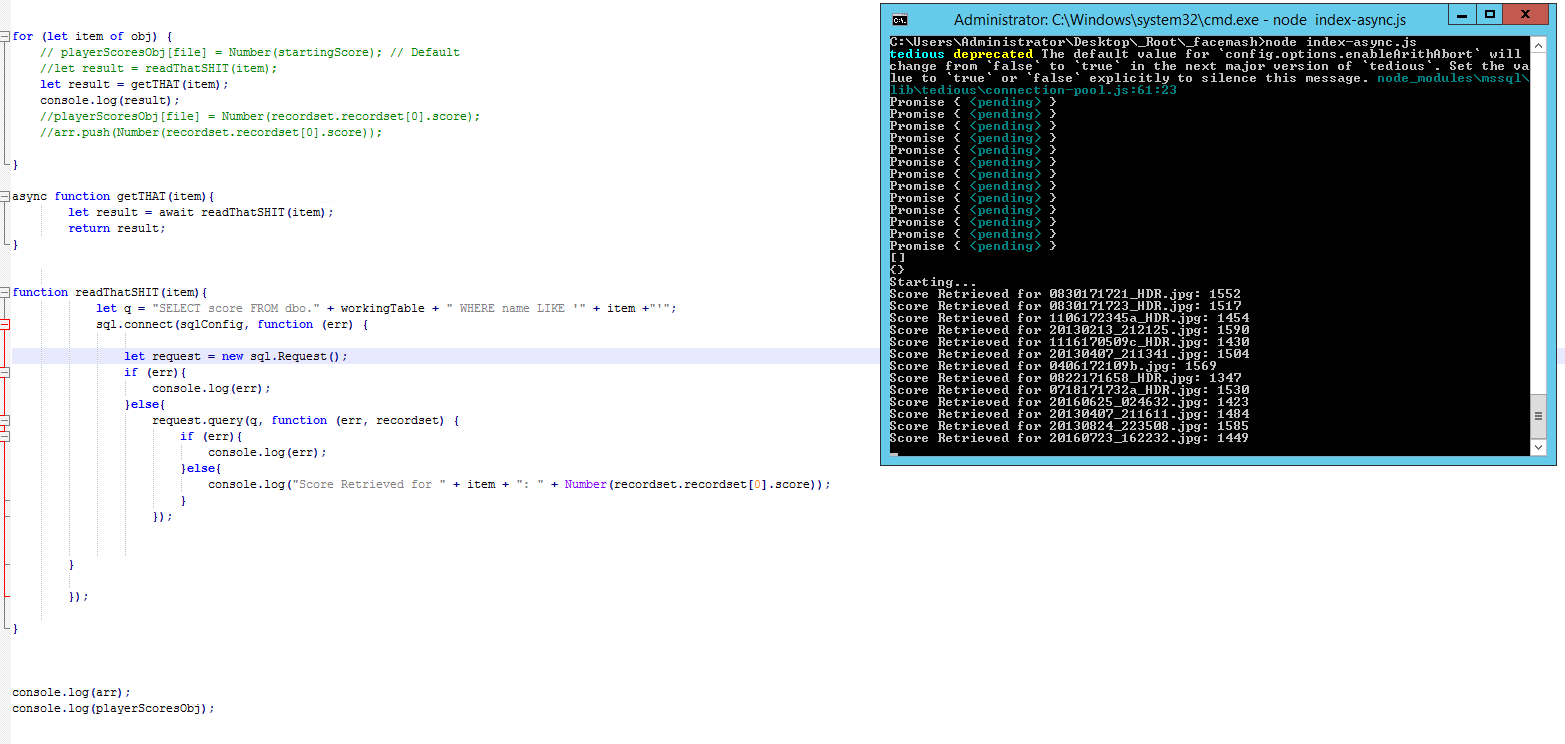 for (let item of obj) {
// playerScoresObj[file] = Number(startingScore); // Default
//let result = readThatSHIT(item);
let result = getTHAT(item);
console.log(result);
//playerScoresObj[file] = Number(recordset.recordset[0].score);
//arr.push(Number(recordset.recordset[0].score));
}
async function getTHAT(item){
let result = await readThatSHIT(item);
return result;
}
function readThatSHIT(item){
let q = "SELECT score FROM dbo." + workingTable + " WHERE name LIKE '" + item +"'";
sql.connect(sqlConfig, function (err) {
let request = new sql.Request();
if (err){
console.log(err);
}else{
request.query(q, function (err, recordset) {
if (err){
console.log(err);
}else{
console.log("Score Retrieved for " + item + ": " + Number(recordset.recordset[0].score));
}
});
}
});
}
console.log(arr);
console.log(playerScoresObj);
Administrator: C:\Windows\system32\cmd.exe - node index-async.js
C:\Users\Administrator\Desktop\_Root\_facemash>node index-async.js
tedious deprecated The default value for `config.options.enableArithAbort` will
change from `false` to `true` in the next major version of `tedious`. Set the va
lue to `true` or `false` explicitly to silence this message. node_modules\mssql\
lib\tedious\connection-pool.js:61:23
Promise { <pending> }
Promise { <pending> }
Promise { <pending> }
Promise { <pending> }
Promise { <pending> }
Promise { <pending> }
Promise { <pending> }
Promise { <pending> }
Promise { <pending> }
Promise { <pending> }
Promise { <pending> }
Promise { <pending> }
Promise { <pending> }
[]
{}
Starting...
Score Retrieved for 0830171721_HDR.jpg: 1552
Score Retrieved for 0830171723_HDR.jpg: 1517
Score Retrieved for 1106172345a_HDR.jpg: 1454
Score Retrieved for 20130213_212125.jpg: 1590
Score Retrieved for 1116170509c_HDR.jpg: 1430
Score Retrieved for 20130407_211341.jpg: 1504
Score Retrieved for 0406172109b.jpg: 1569
Score Retrieved for 0822171658_HDR.jpg: 1347
Score Retrieved for 0718171732a_HDR.jpg: 1530
Score Retrieved for 20160625_024632.jpg: 1423
Score Retrieved for 20130407_211611.jpg: 1484
Score Retrieved for 20130824_223508.jpg: 1585
Score Retrieved for 20160723_162232.jpg: 1449